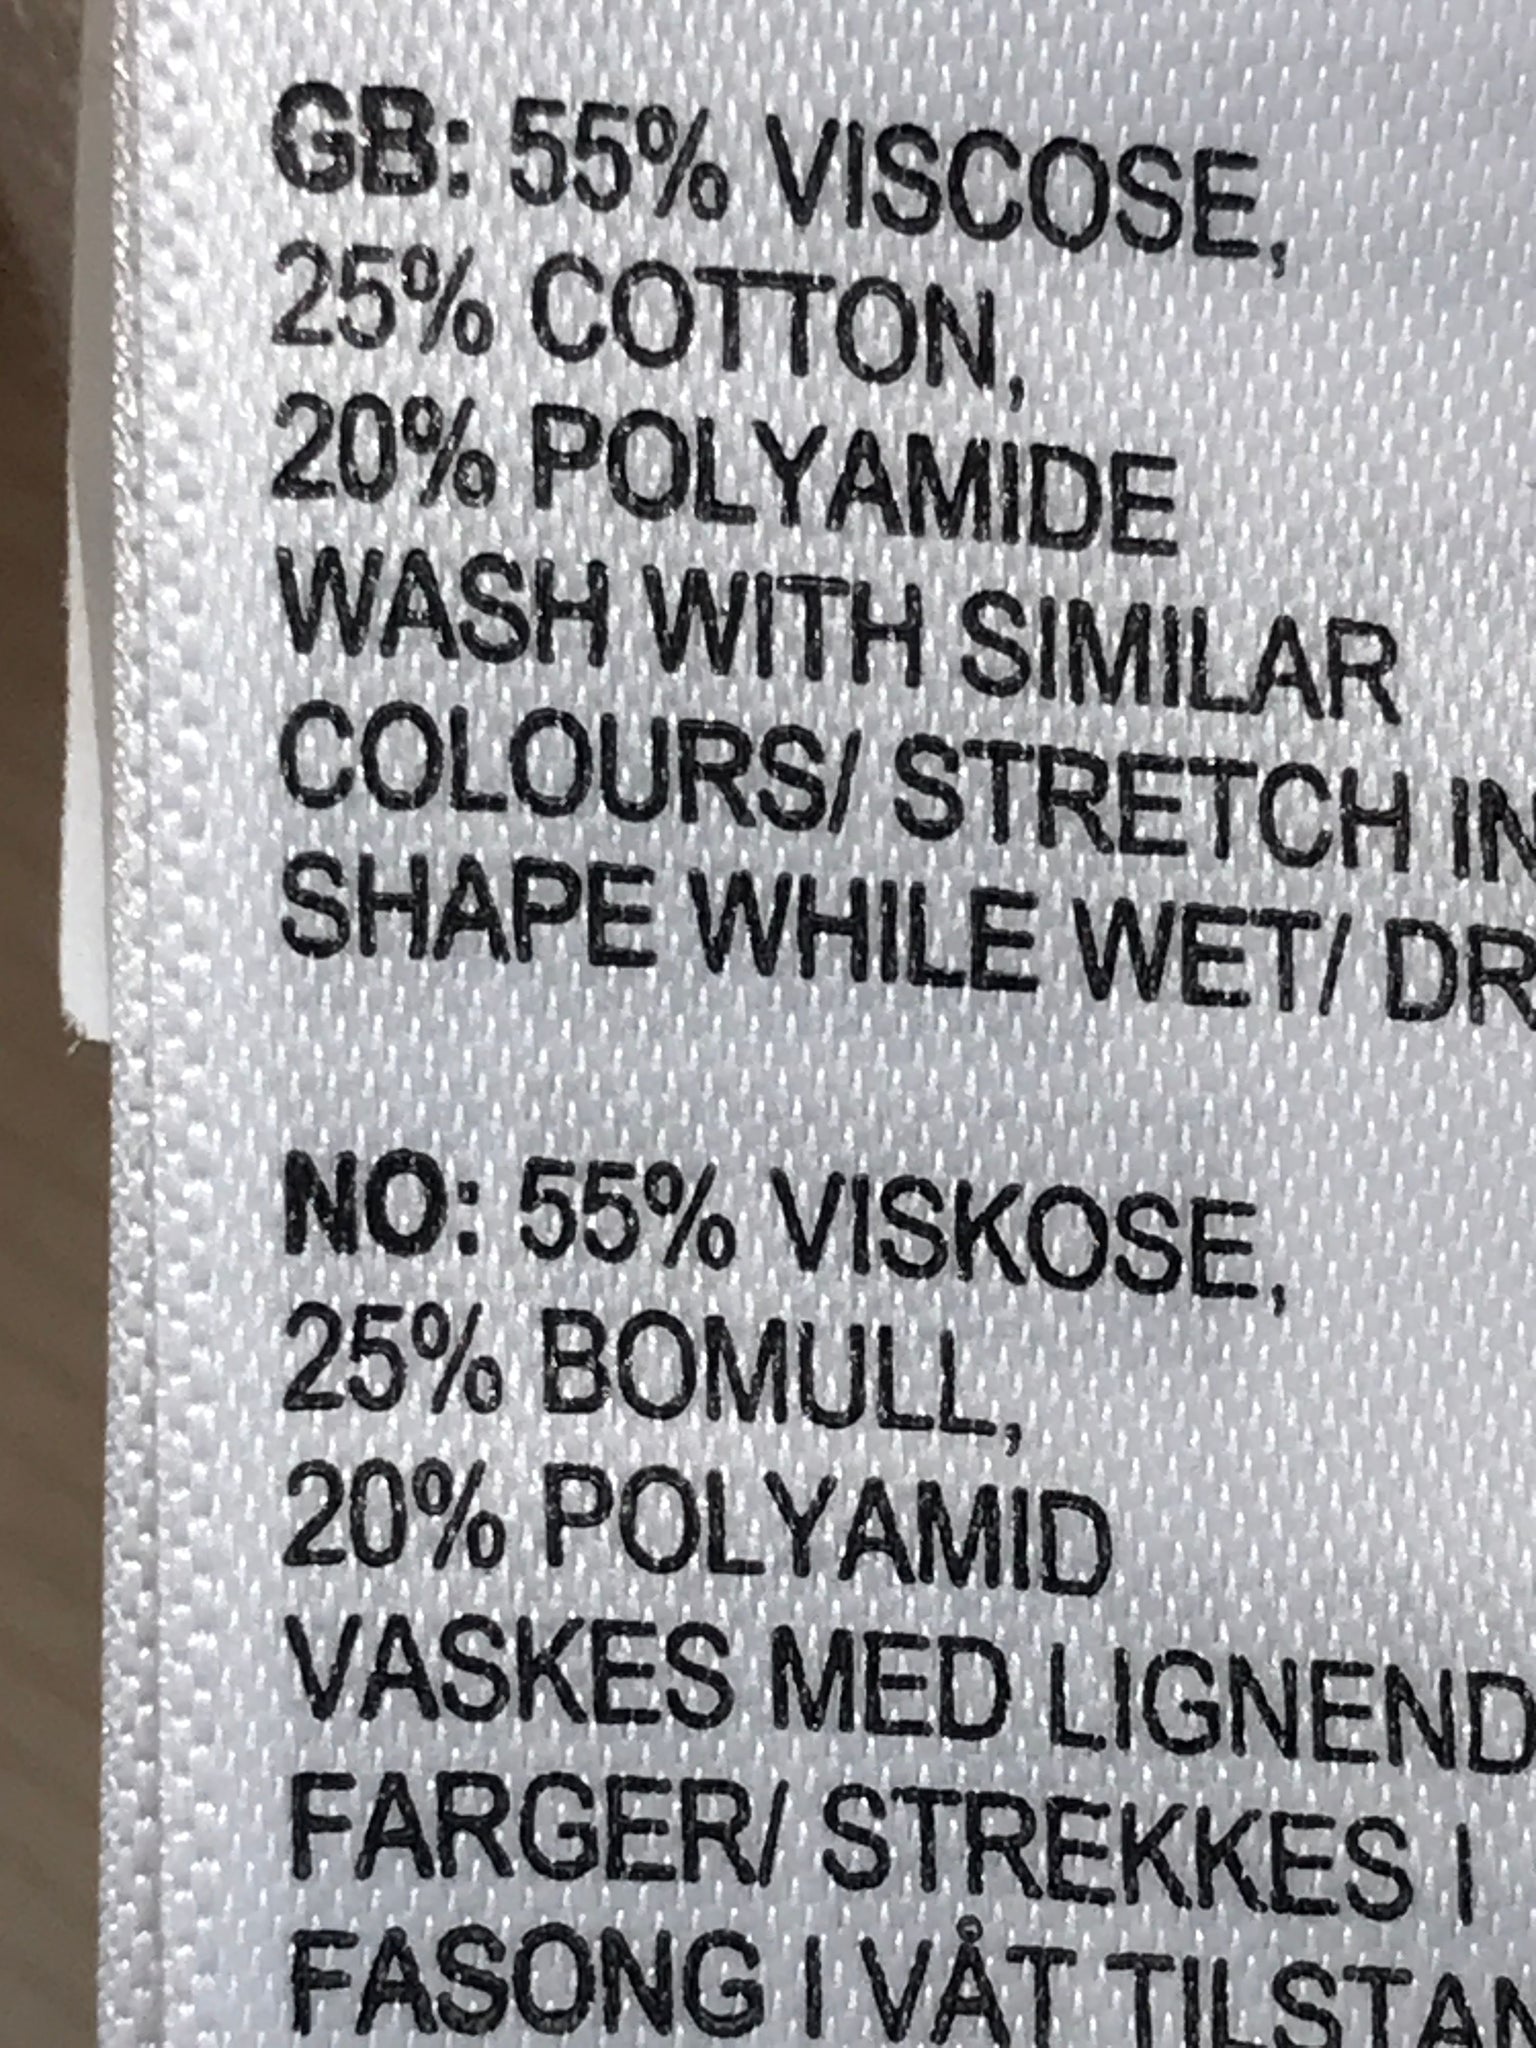 GB: 55% VISCOSE,
25% COTTON,
20% POLYAMIDE
WASH WITH SIMILAR
COLOURS/ STRETCH IN
SHAPE WHILE WET/
NO: 55% VISKOSE,
25% BOMULL,
20% POLYAMID
VASKES MED
FARGER/ STREKKES I
FASONG I VÅT